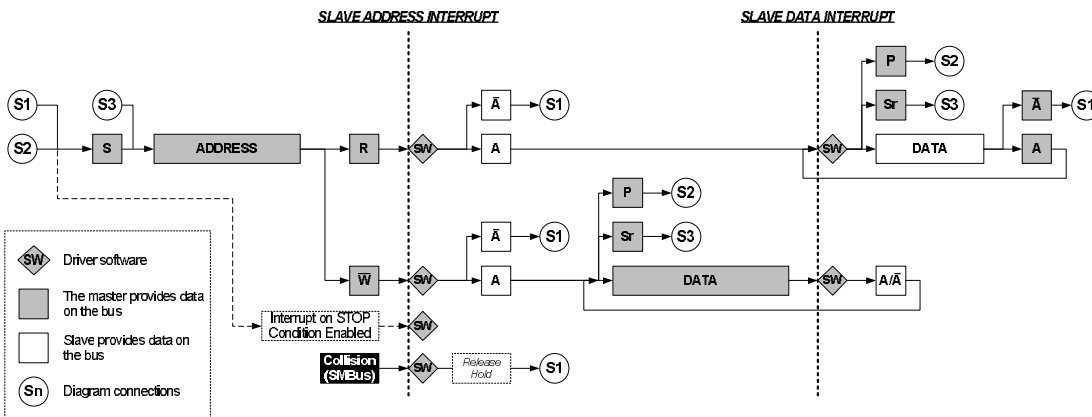 SLAVE ADDRESS INTERRUPT
SLAVE DATA INTERRUPT
P
S2
S1
S3
Ā
S1
Sr
S3
Ā
S1
S2
S
ADDRESS
R
SW
A
SW
DATA
A
P
S2
Ā
S1
Sr
S3
W̅
SW
A
DATA
SW
A/Ā
SW
Driver software
The master provides data
on the bus
Slave provides data on
the bus
Sn
Diagram connections
Interrupt on STOP
Condition Enabled
SW
Collision
(SMBus)
SW
Release
Hold
S1